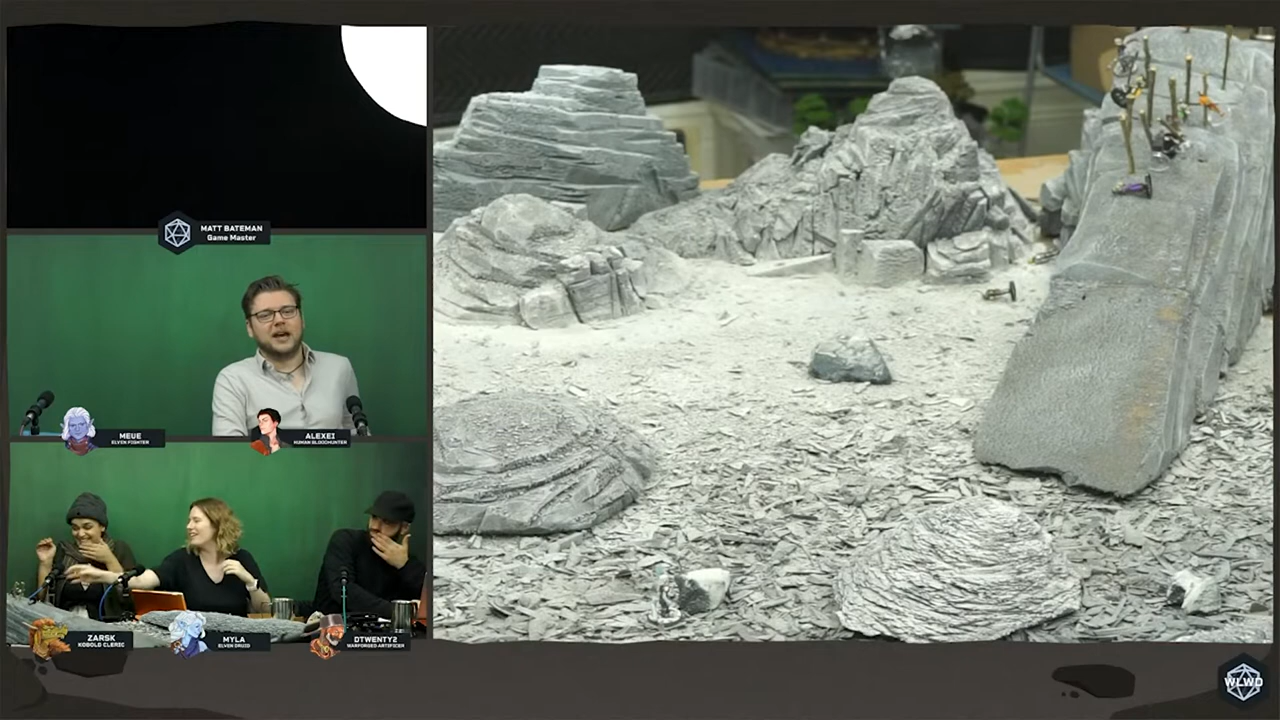 MATT BATEMAN
Game Master
MEUE
ELVEN FIGHTER
ALEXEI
HUMAN BLOODHUNTER
ZARSK
KOBOLD CLERIC
MYLA
ELVEN DRUID
DTWENTY2
WARFORGED ARTIFICER
WLWD